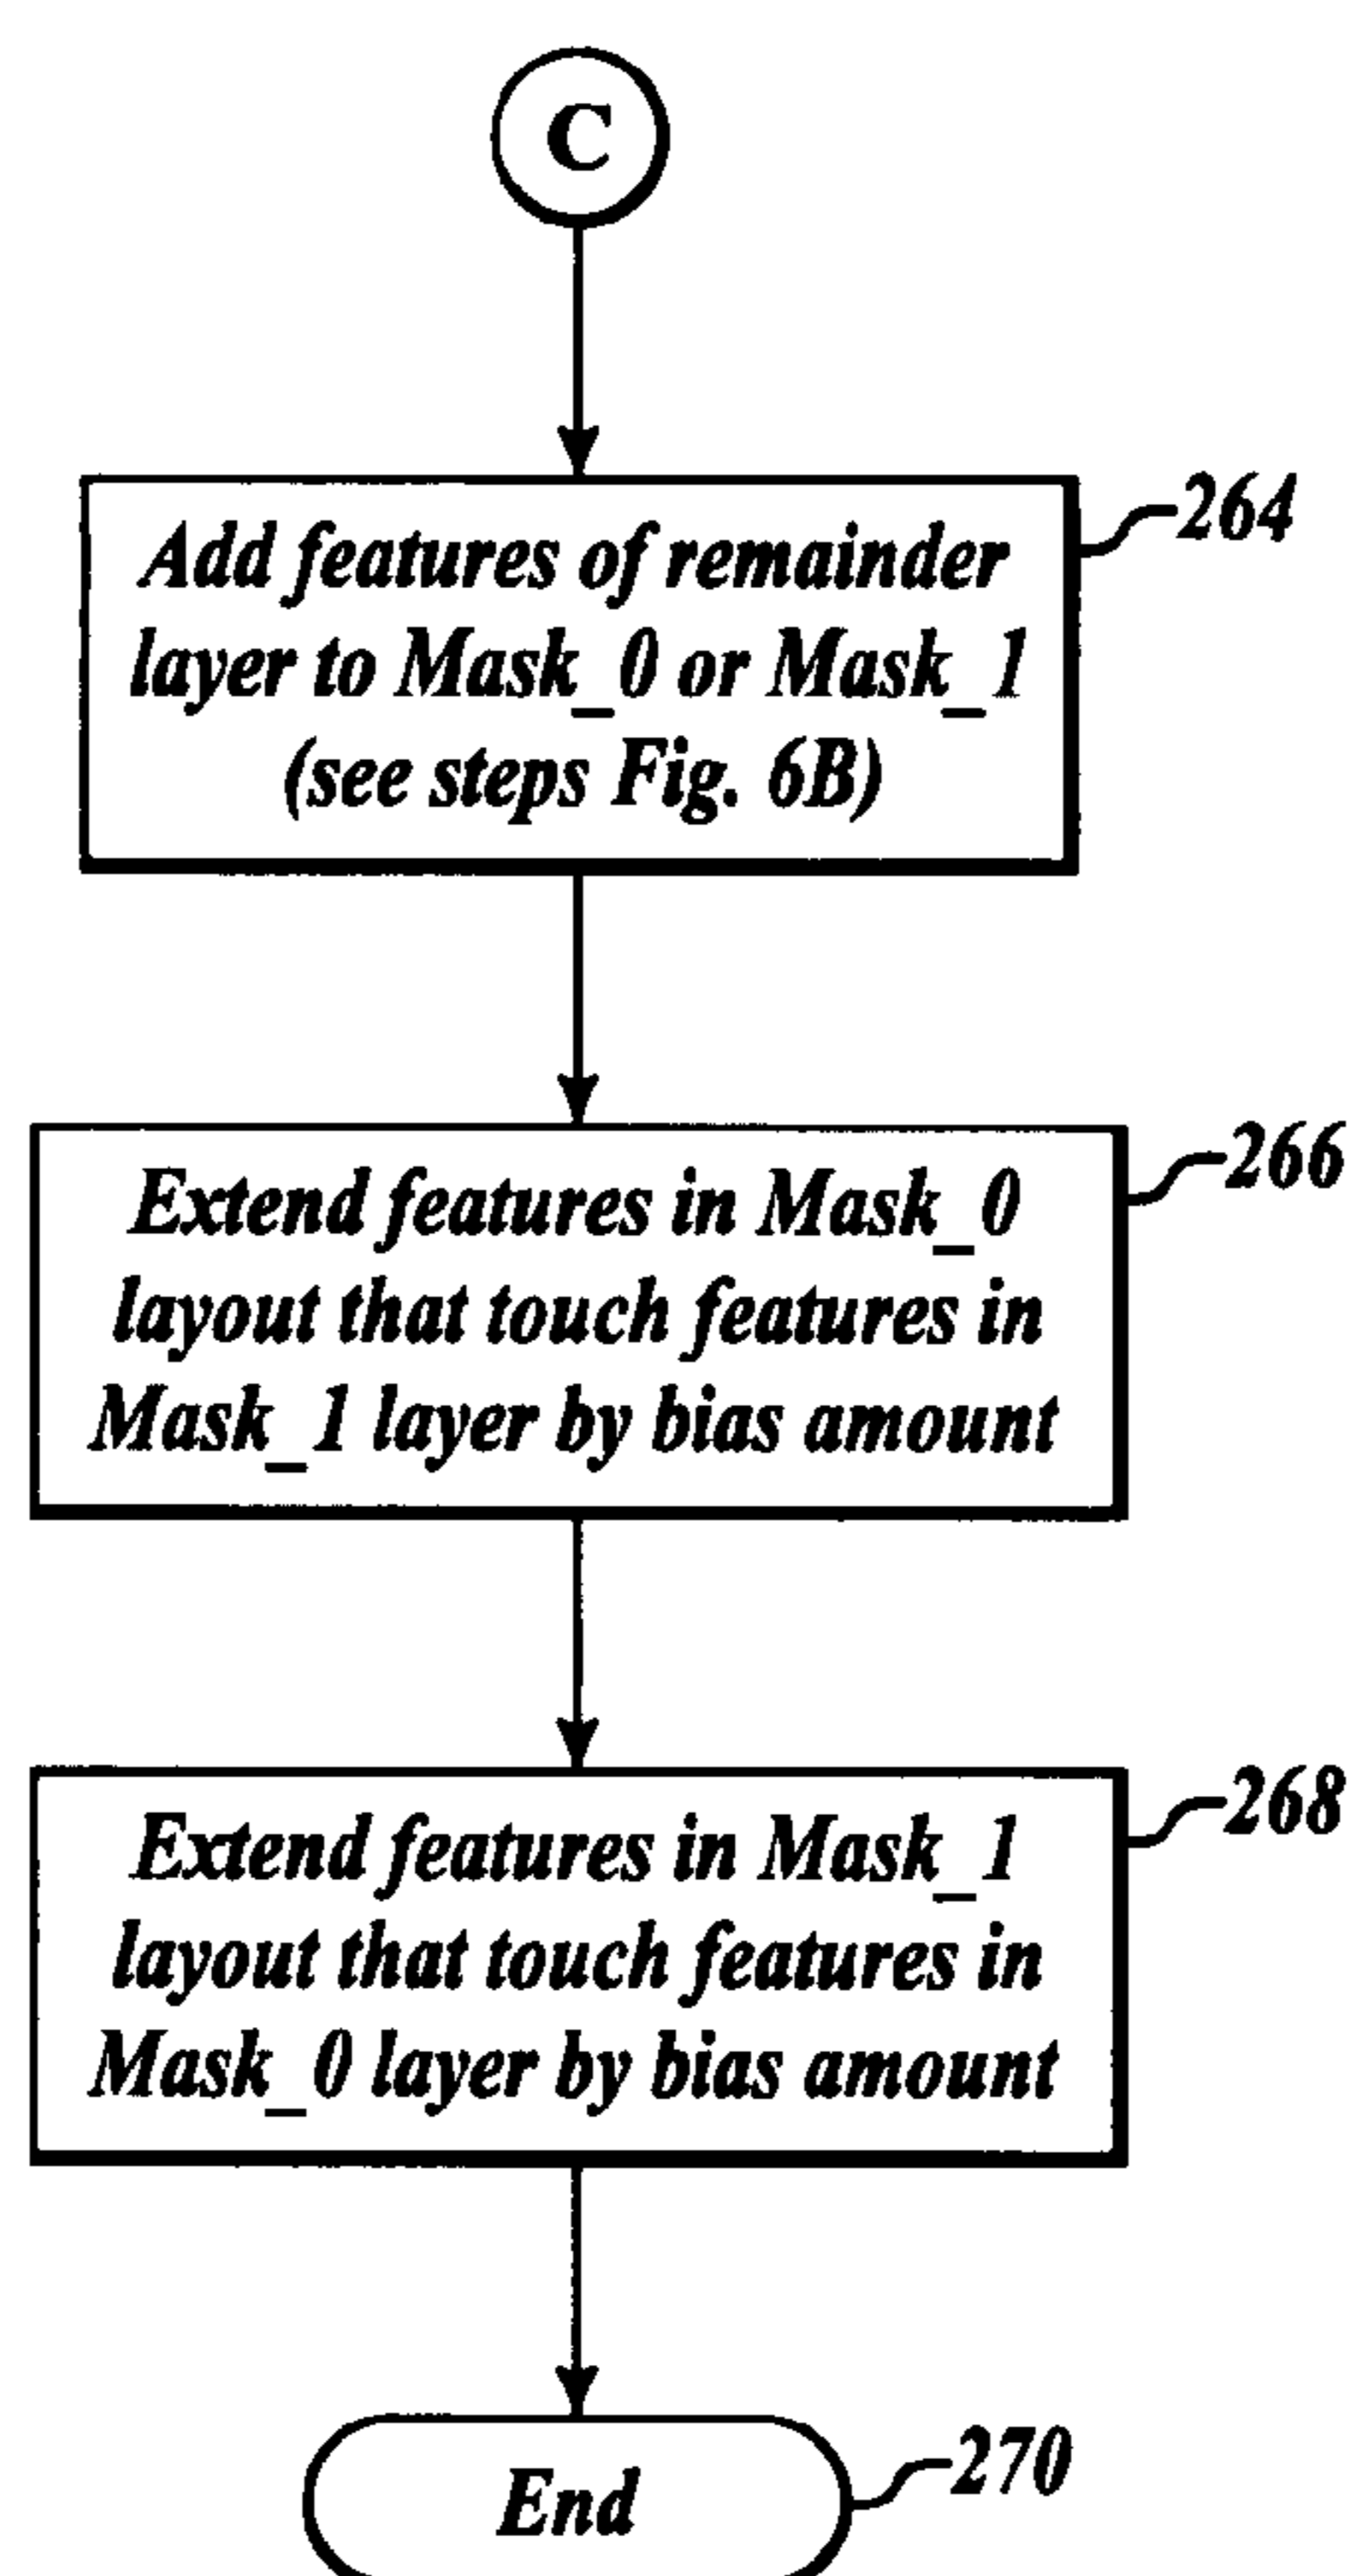 C
264
Add features of remainder
layer to Mask_0 or Mask_1
(see steps Fig. 6B)
266
Extend features in Mask_0
layout that touch features in
Mask_1 layer by bias amount
268
Extend features in Mask_1
layout that touch features in
Mask_0 layer by bias amount
270
End